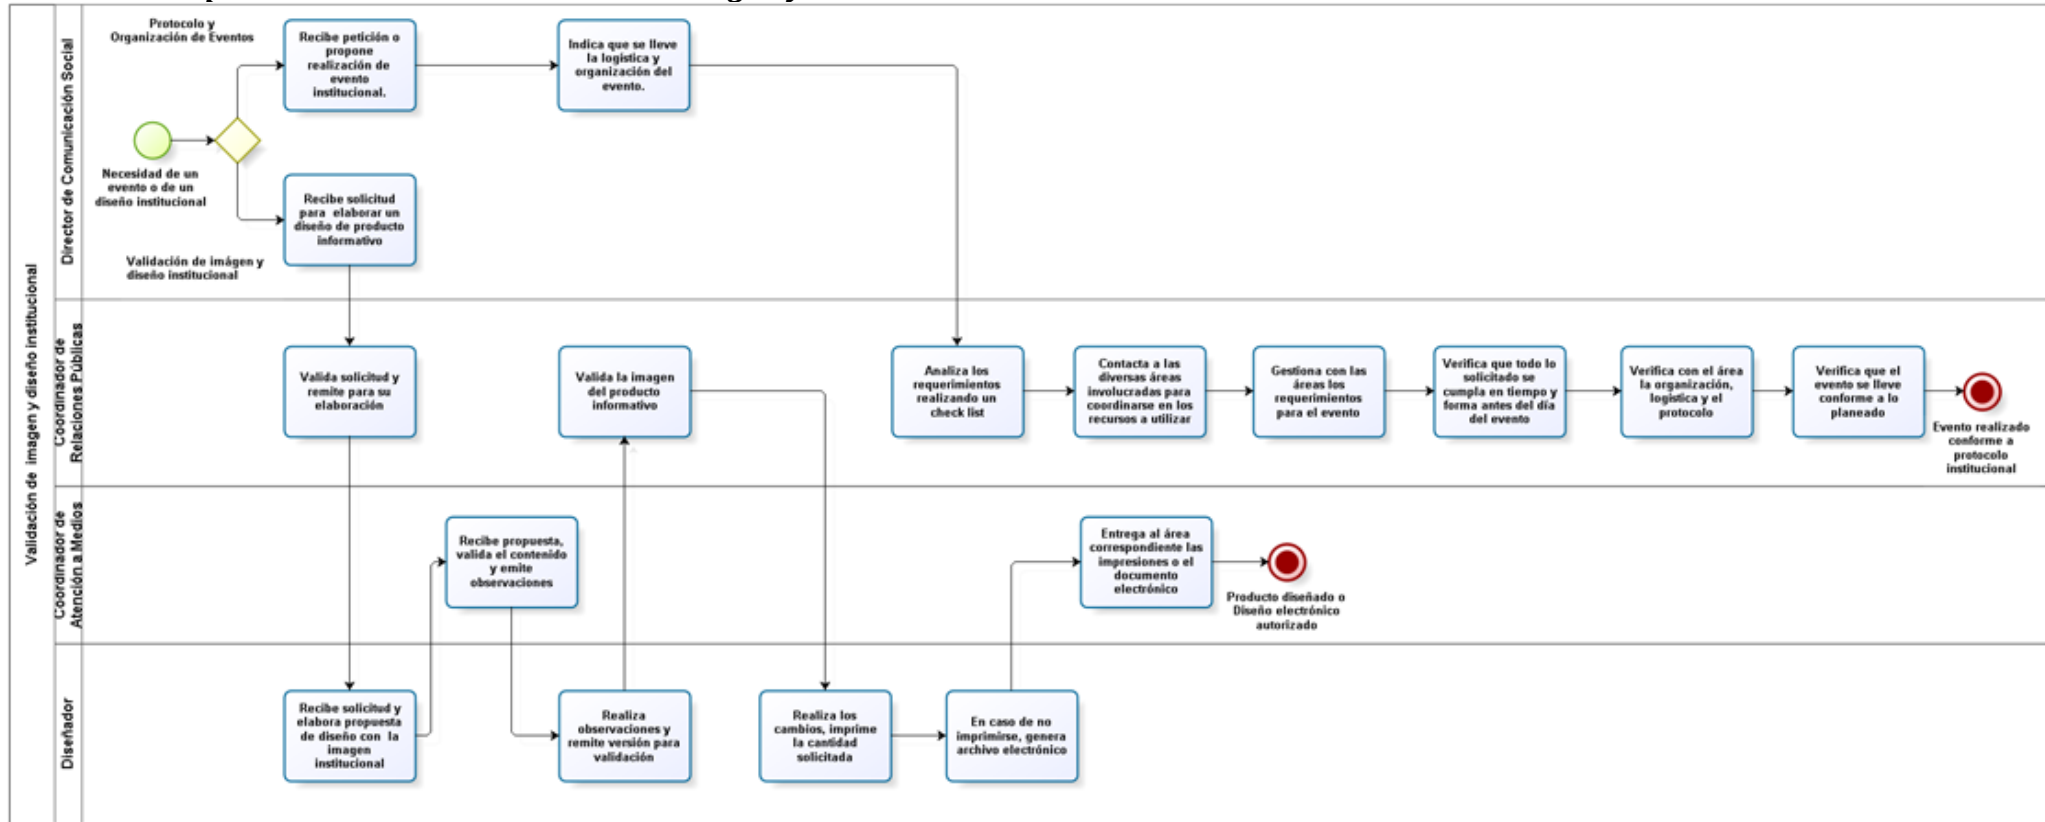 Validación de imagen y diseño institucional
Director de Comunicación Social
Protocolo y
Organización de Eventos
Necesidad de un
evento o de un
diseño institucional
Validación de imágen y
diseño institucional
Recibe petición o
propone
realización de
evento
institucional.
Indica que se lleve
la logística y
organización del
evento.
Recibe solicitud
para elaborar un
diseño de producto
informativo
Coordinador de
Relaciones Públicas
Valida solicitud y
remite para su
elaboración
Valida la imagen
del producto
informativo
Analiza los
requerimientos
realizando un
check list
Contacta a las
diversas áreas
involucradas para
coordinarse en los
recursos a utilizar
Gestiona con las
áreas los
requerimientos
para el evento
Verifica que todo lo
solicitado se
cumpla en tiempo y
forma antes del día
del evento
Verifica con el área
la organización,
logística y el
protocolo
Verifica que el
evento se lleve
conforme a lo
planeado
Evento realizado
conforme a
protocolo
institucional
Coordinador de
Atención a Medios
Recibe propuesta,
valida el contenido
y emite
observaciones
Entrega al área
correspondiente las
impresiones o el
documento
electrónico
Producto diseñado o
Diseño electrónico
autorizado
Diseñador
Recibe solicitud y
elabora propuesta
de diseño con la
imagen
institucional
Realiza
observaciones y
remite versión para
validación
Realiza los
cambios, imprime
la cantidad
solicitada
En caso de no
imprimirse, genera
archivo electrónico